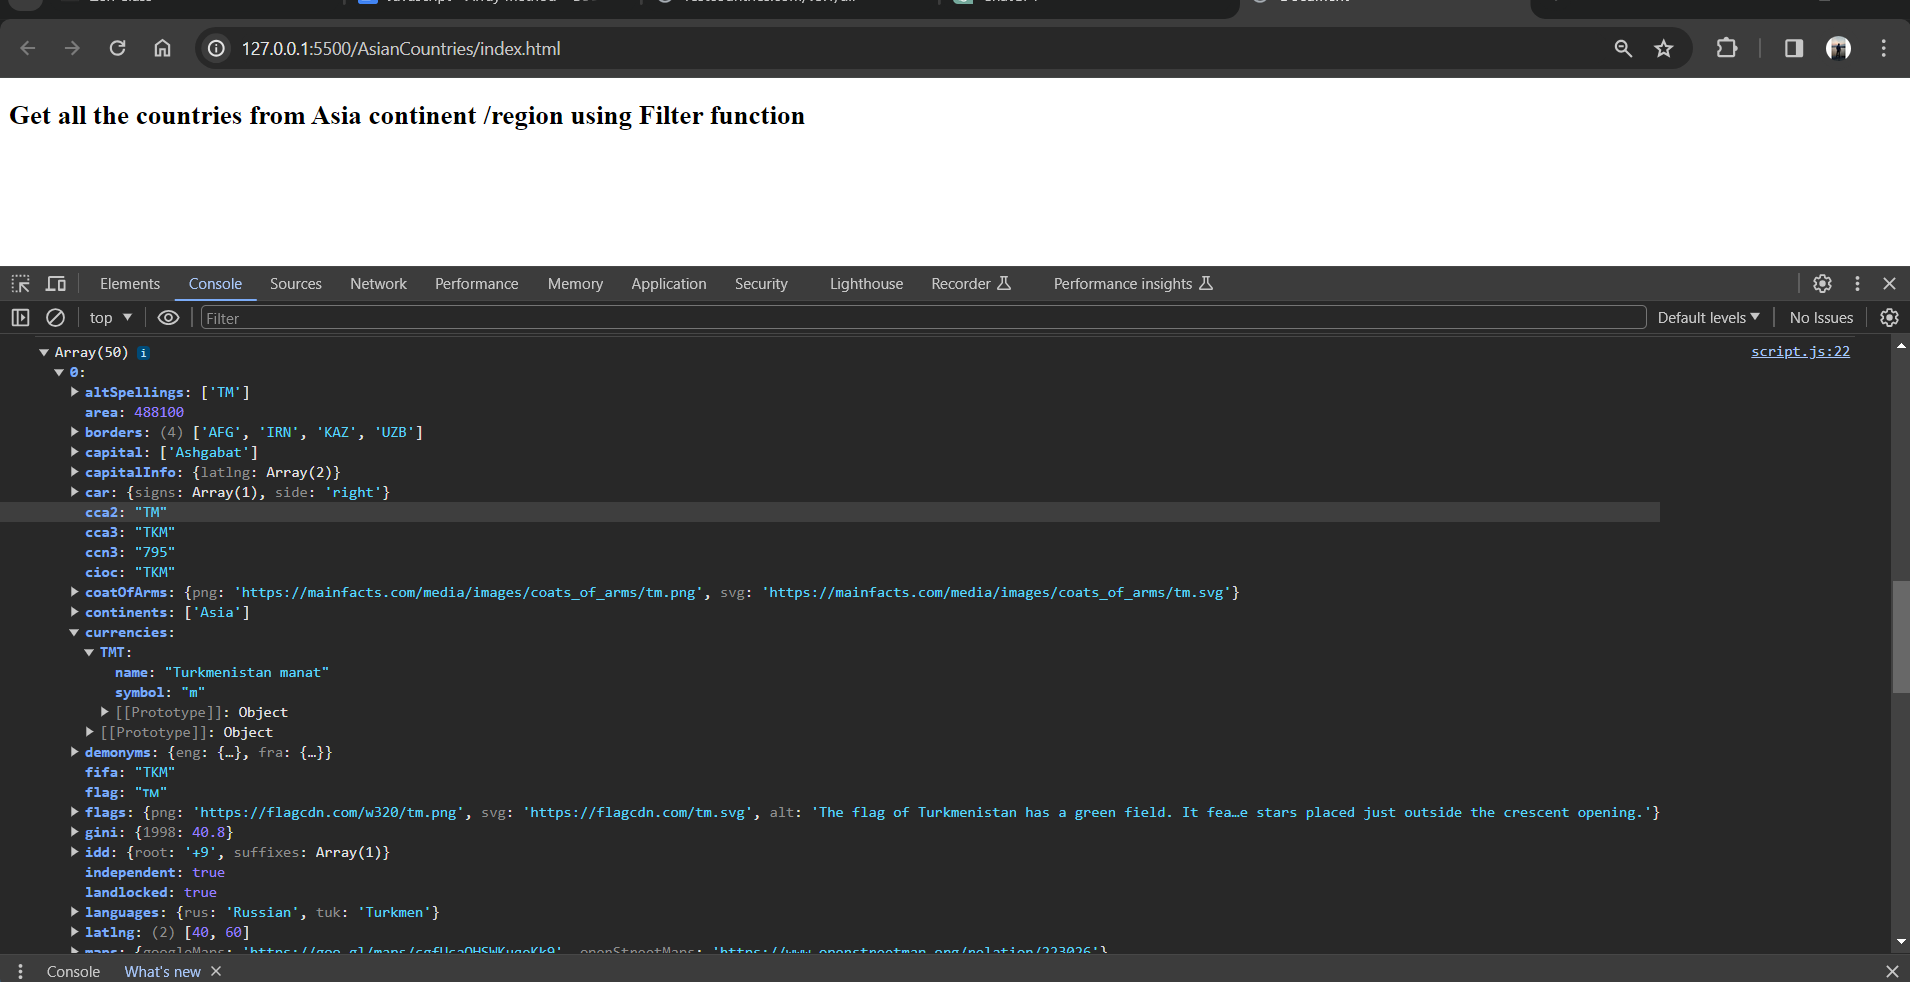 127.0.0.1:5500/AsianCountries/index.html
Get all the countries from Asia continent /region using Filter function
Elements Console Sources Network Performance Memory Application Security Lighthouse Recorder Performance insights
top Filter Default levels No Issues
Array(50) i script.js:22
0:
altSpellings: ['TM']
area: 488100
borders: (4) ['AFG', 'IRN', 'KAZ', 'UZB']
capital: ['Ashgabat']
capitalInfo: {latlng: Array(2)}
car: {signs: Array(1), side: 'right'}
cca2: "TM"
cca3: "TKM"
ccn3: "795"
cioc: "TKM"
coatOfArms: {png: 'https://mainfacts.com/media/images/coats_of_arms/tm.png', svg: 'https://mainfacts.com/media/images/coats_of_arms/tm.svg'}
continents: ['Asia']
currencies:
TMT:
name: "Turkmenistan manat"
symbol: "m"
[[Prototype]]: Object
[[Prototype]]: Object
demonyms: {eng: {…}, fra: {…}}
fifa: "TKM"
flag: "🇹🇲"
flags: {png: 'https://flagcdn.com/w320/tm.png', svg: 'https://flagcdn.com/tm.svg', alt: 'The flag of Turkmenistan has a green field. It fea…e stars placed just outside the crescent opening.'}
gini: {1998: 40.8}
idd: {root: '+9', suffixes: Array(1)}
independent: true
landlocked: true
languages: {rus: 'Russian', tuk: 'Turkmen'}
latlng: (2) [40, 60]
Console What's new